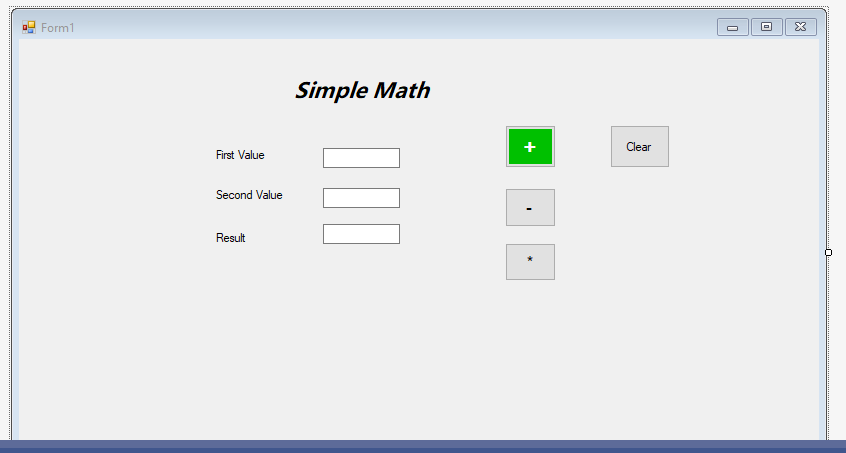 Form1
Simple Math
+ Clear
First Value
Second Value
-
Result
*